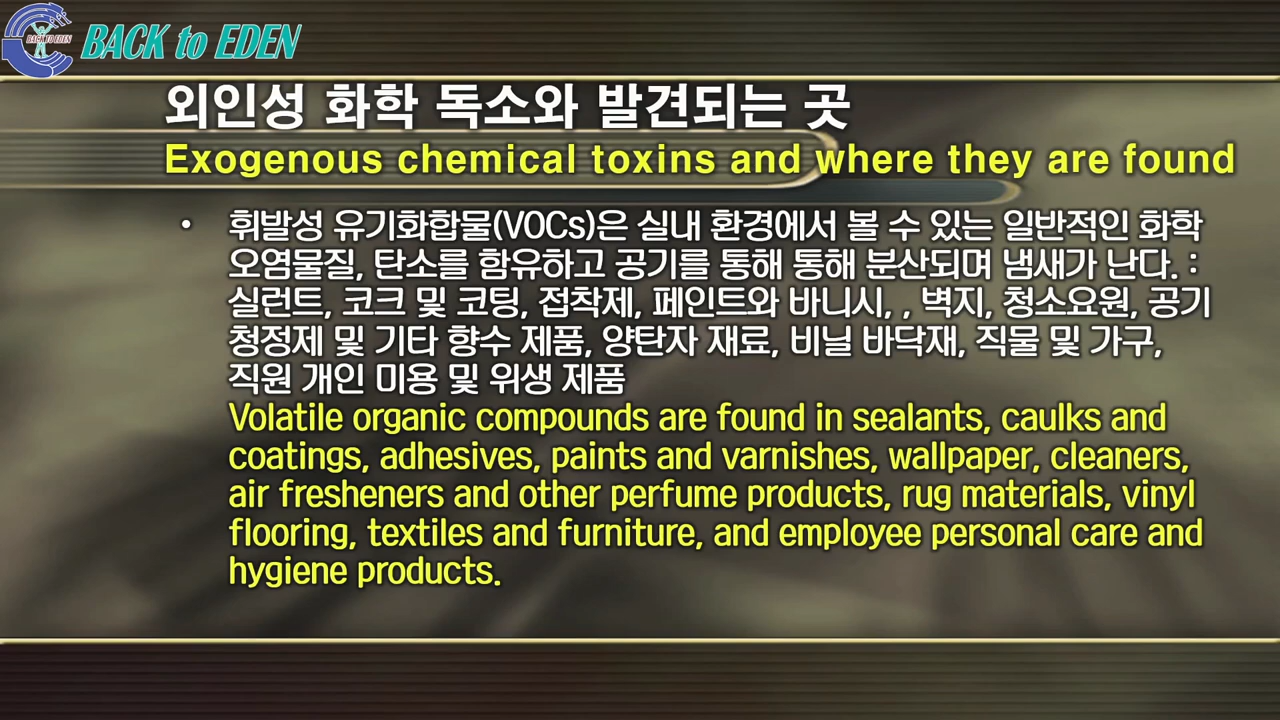 BACK to EDEN
BACK TO EDEN
외인성 화학 독소와 발견되는 곳
Exogenous chemical toxins and where they are found
• 휘발성 유기화합물(VOCs)은 실내 환경에서 볼 수 있는 일반적인 화학
오염물질, 탄소를 함유하고 공기를 통해 통해 분산되며 냄새가 난다. :
실런트, 코크 및 코팅, 접착제, 페인트와 바니시, , 벽지, 청소요원, 공기
청정제 및 기타 향수 제품, 양탄자 재료, 비닐 바닥재, 직물 및 가구,
직원 개인 미용 및 위생 제품
Volatile organic compounds are found in sealants, caulks and
coatings, adhesives, paints and varnishes, wallpaper, cleaners,
air fresheners and other perfume products, rug materials, vinyl
flooring, textiles and furniture, and employee personal care and
hygiene products.